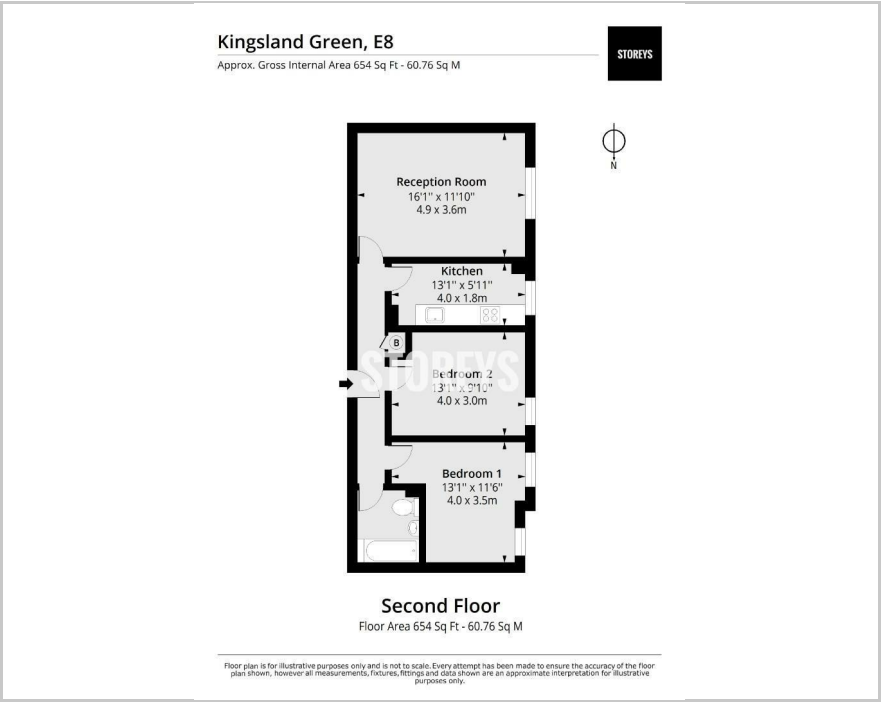 Kingsland Green, E8
Approx. Gross Internal Area 654 Sq Ft - 60.76 Sq M
STOREYS
N
Reception Room
16'1" x 11'10"
4.9 x 3.6m
Kitchen
13'1" x 5'11"
4.0 x 1.8m
B
STOREYS
Bedroom 2
13'1" x 9'10"
4.0 x 3.0m
Bedroom 1
13'1" x 11'6"
4.0 x 3.5m
Second Floor
Floor Area 654 Sq Ft - 60.76 Sq M
Floor plan is for illustrative purposes only and is not to scale. Every attempt has been made to ensure the accuracy of the floor
plan shown, however all measurements, fixtures, fittings and data shown are an approximate interpretation for illustrative
purposes only.